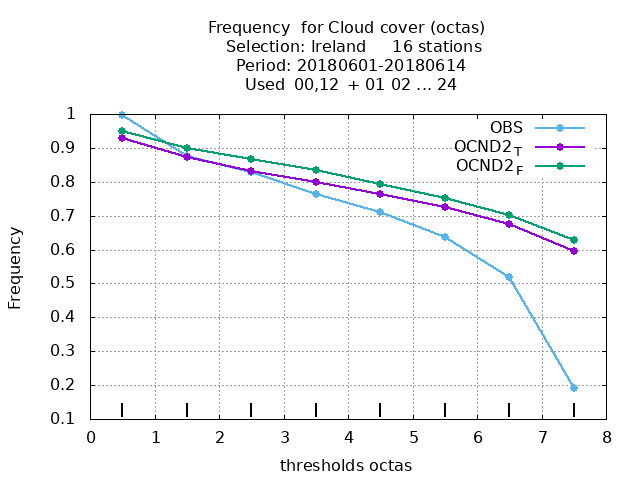 Frequency  for Cloud cover (octas)
Selection: Ireland     16 stations
Period: 20180601-20180614
Used  00,12  + 01 02 ... 24
OBS
OCND2_T
OCND2_F
1
0.9
0.8
0.7
0.6
0.5
0.4
0.3
0.2
0.1
Frequency
0 1 2 3 4 5 6 7 8
thresholds octas